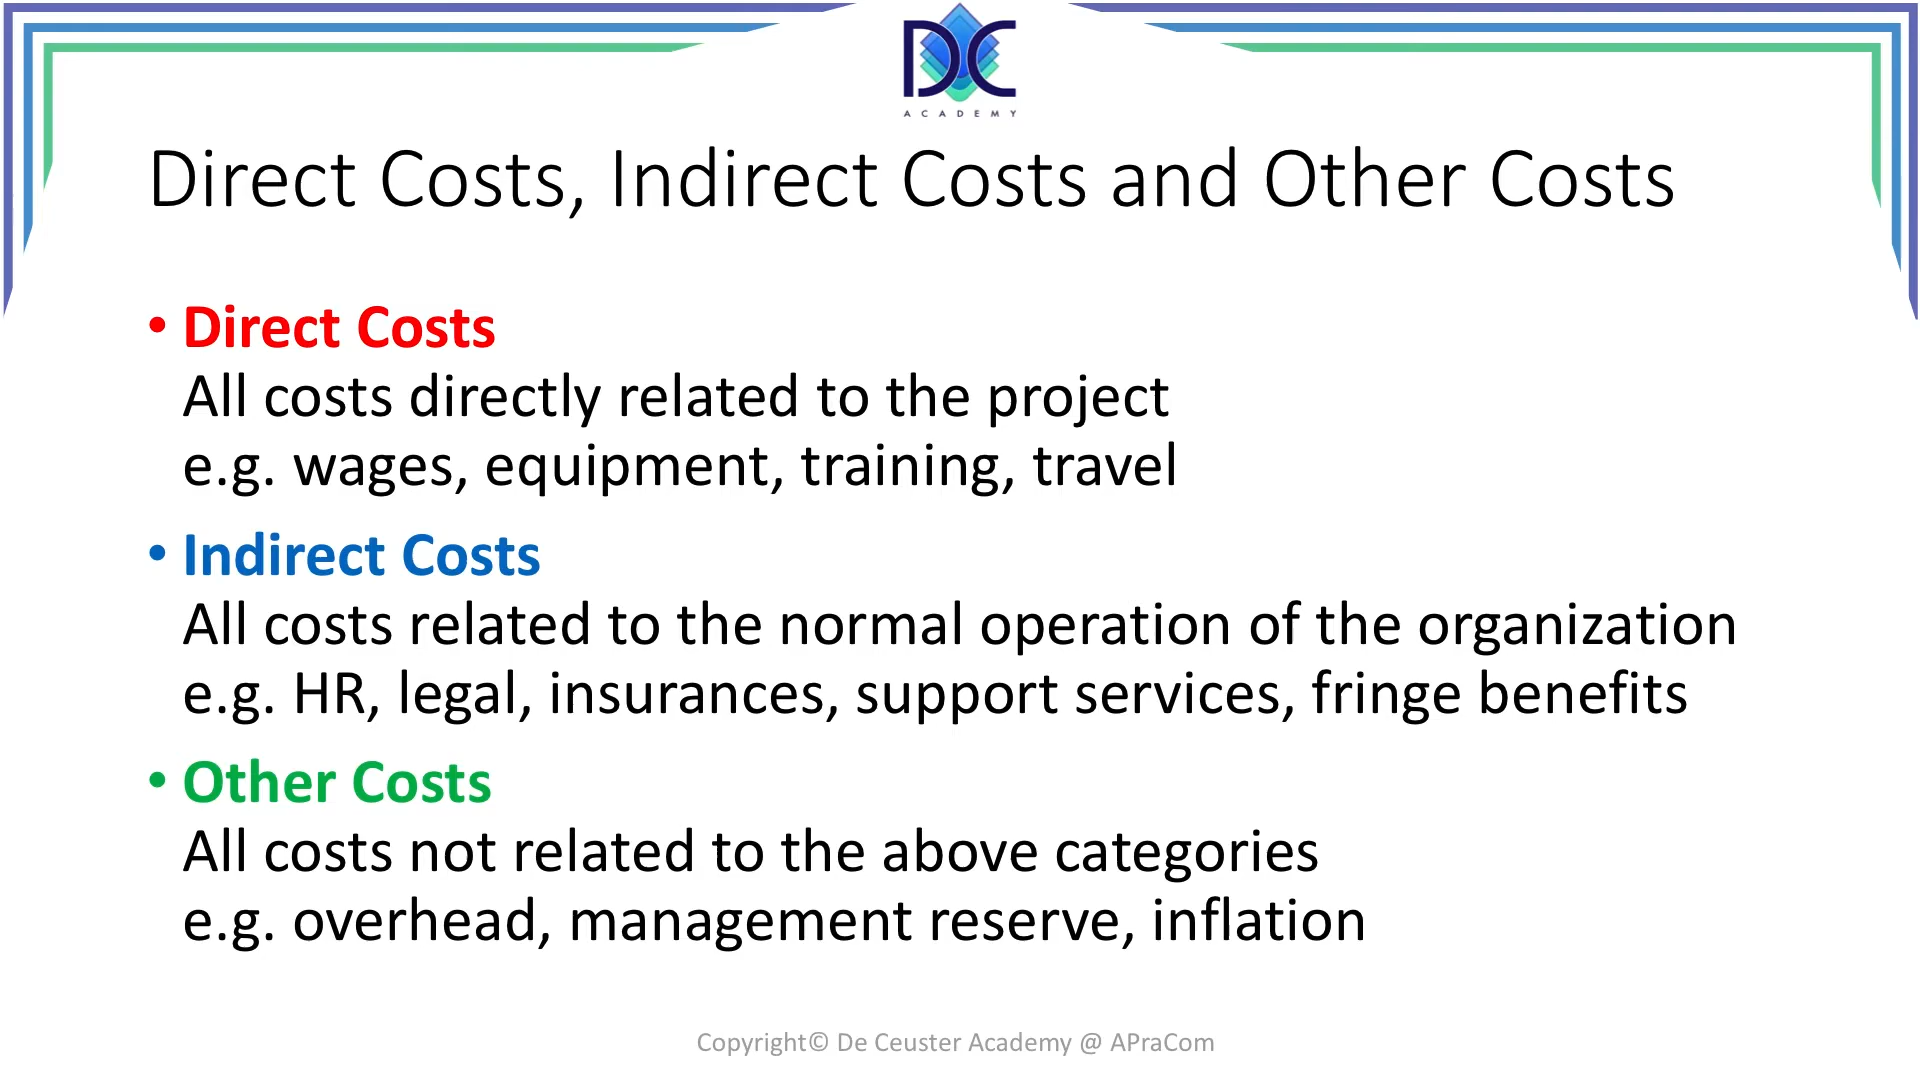 DC
ACADEMY
Direct Costs, Indirect Costs and Other Costs
• Direct Costs
All costs directly related to the project
e.g. wages, equipment, training, travel
• Indirect Costs
All costs related to the normal operation of the organization
e.g. HR, legal, insurances, support services, fringe benefits
• Other Costs
All costs not related to the above categories
e.g. overhead, management reserve, inflation
Copyright© De Ceuster Academy @ APraCom